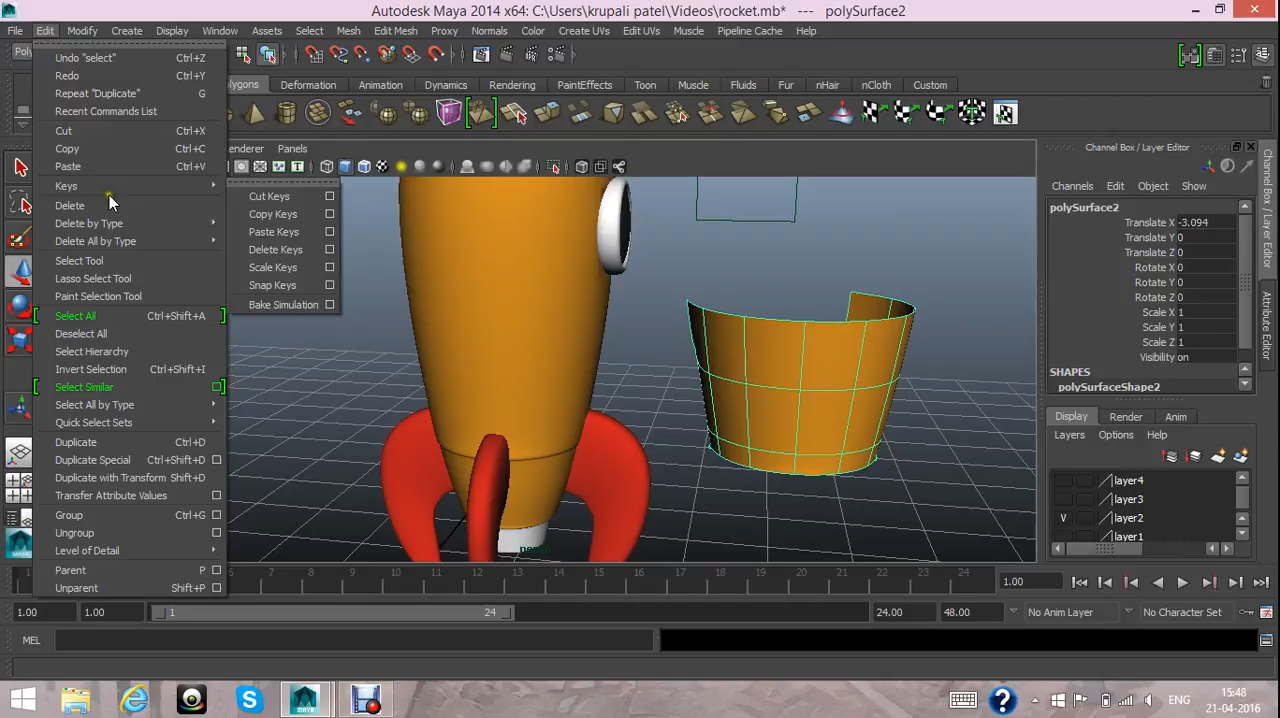 Autodesk Maya 2014 x64: C:\Users\krupali patel\Videos\rocket.mb* --- polySurface2
File Edit Modify Create Display Window Assets Select Mesh Edit Mesh Proxy Normals Color Create UVs Edit UVs Muscle Pipeline Cache Help
Undo "select" Ctrl+Z
Redo Ctrl+Y
Repeat "Duplicate" G
Recent Commands List
Cut Ctrl+X
Copy Ctrl+C
Paste Ctrl+V
Keys
Delete
Delete by Type
Delete All by Type
Select Tool
Lasso Select Tool
Paint Selection Tool
Select All Ctrl+Shift+A
Deselect All
Select Hierarchy
Invert Selection Ctrl+Shift+I
Select Similar
Select All by Type
Quick Select Sets
Duplicate Ctrl+D
Duplicate Special Ctrl+Shift+D
Duplicate with Transform Shift+D
Transfer Attribute Values
Group Ctrl+G
Ungroup
Level of Detail
Parent P
Unparent Shift+P
Cut Keys
Copy Keys
Paste Keys
Delete Keys
Scale Keys
Snap Keys
Bake Simulation
Deformation Animation Dynamics Rendering PaintEffects Toon Muscle Fluids Fur nHair nCloth Custom
Panels
Channel Box / Layer Editor
Channels Edit Object Show
polySurface2
Translate X -3.094
Translate Y 0
Translate Z 0
Rotate X 0
Rotate Y 0
Rotate Z 0
Scale X 1
Scale Y 1
Scale Z 1
Visibility on
SHAPES
polySurfaceShape2
Display Render Anim
Layers Options Help
layer4
layer3
V layer2
layer1
Channel Box / Layer Editor
Attribute Editor
6 7 8 9 10 11 12 13 14 15 16 17 18 19 20 21 22 23 24 1.00
1.00 1.00 1 24 24.00 48.00 No Anim Layer No Character Set
MEL
ENG
15:48
21-04-2016